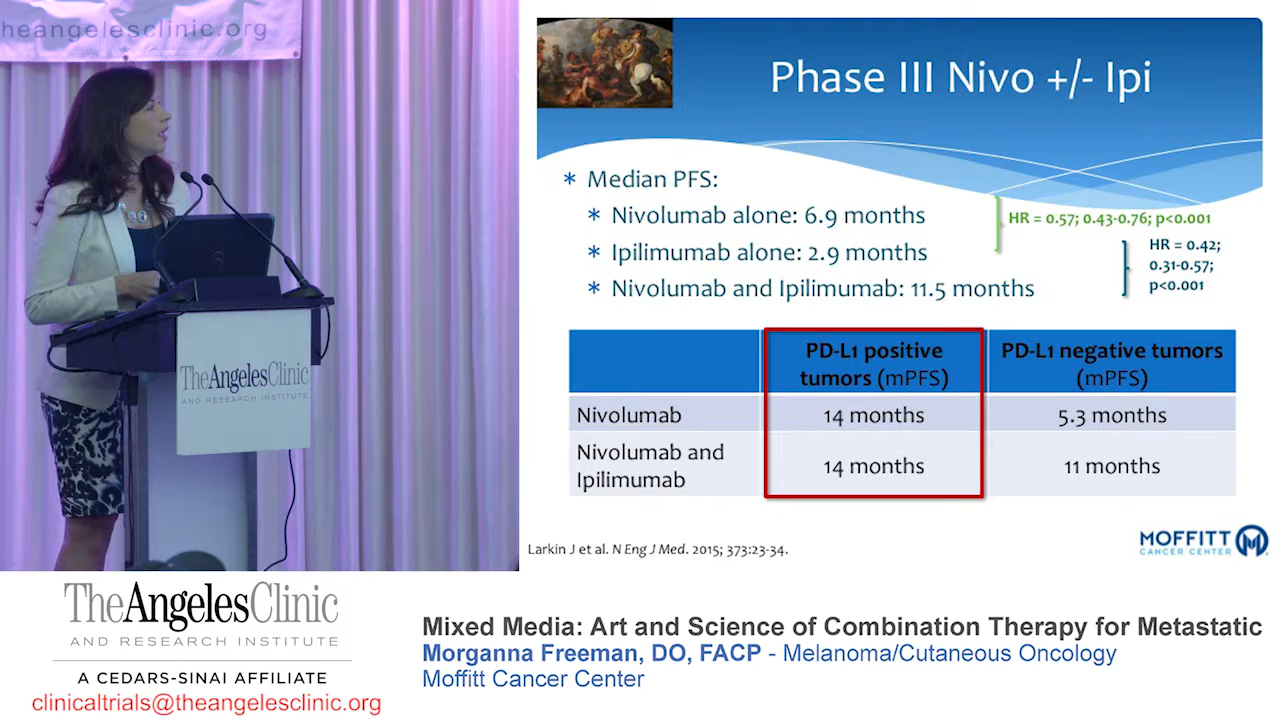 theangelesclinic.org
Phase III Nivo +/- Ipi
* Median PFS:
* Nivolumab alone: 6.9 months
* Ipilimumab alone: 2.9 months
* Nivolumab and Ipilimumab: 11.5 months
HR = 0.57; 0.43-0.76; p<0.001
HR = 0.42;
0.31-0.57;
p<0.001
PD-L1 positive
tumors (mPFS)
PD-L1 negative tumors
(mPFS)
Nivolumab
14 months
5.3 months
Nivolumab and
Ipilimumab
14 months
11 months
Larkin J et al. N Eng J Med. 2015; 373:23-34.
MOFFITT
CANCER CENTER
TheAngelesClinic
AND RESEARCH INSTITUTE
TheAngelesClinic
AND RESEARCH INSTITUTE
A CEDARS-SINAI AFFILIATE
clinicaltrials@theangelesclinic.org
Mixed Media: Art and Science of Combination Therapy for Metastatic
Morganna Freeman, DO, FACP - Melanoma/Cutaneous Oncology
Moffitt Cancer Center